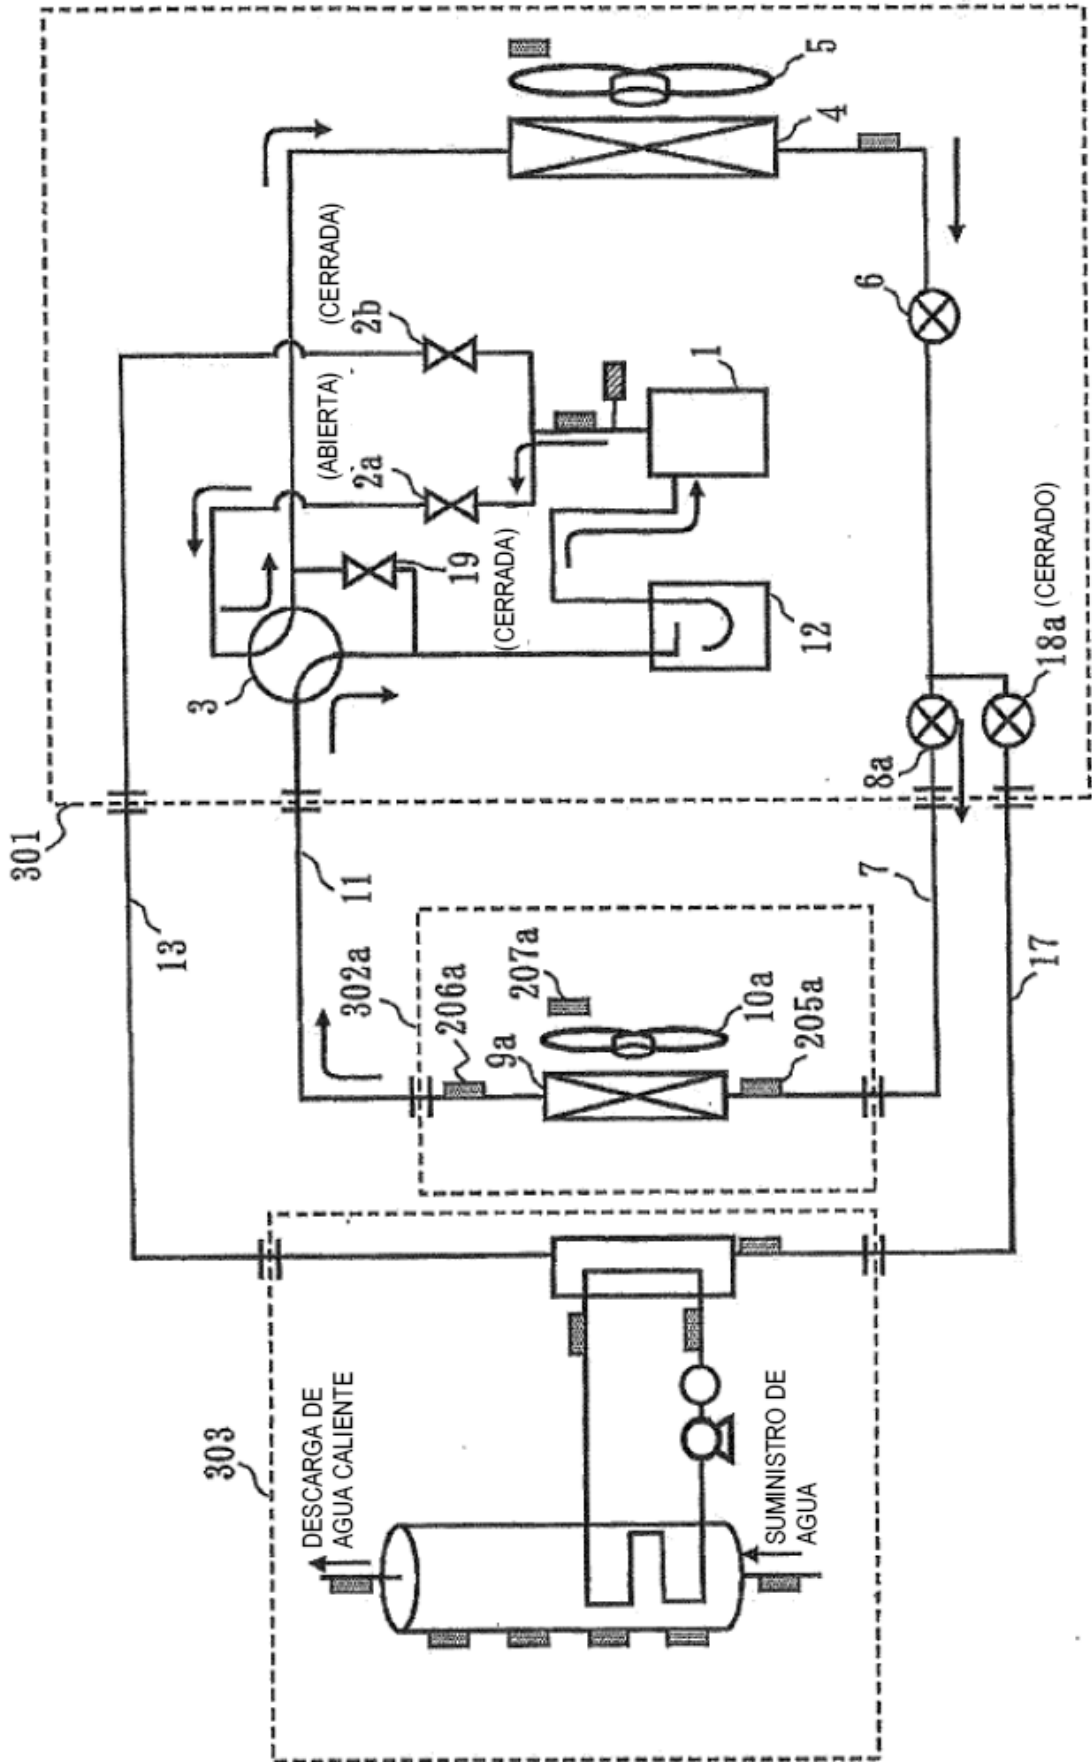 301
13
3
303
DESCARGA DE
AGUA CALIENTE
11
(ABIERTA)
(CERRADA)
302a
2a
2b
206a
19
9a
(CERRADA)
207a
1
SUMINISTRO DE
AGUA
10a
205a
12
5
4
7
6
8a
17
18a (CERRADO)